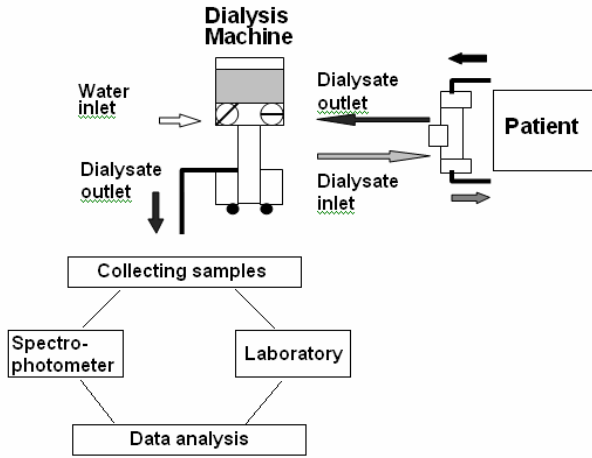 Dialysis
Machine
Water
inlet
Dialysate
outlet
Patient
Dialysate
outlet
Dialysate
inlet
Collecting samples
Spectro-
photometer
Laboratory
Data analysis